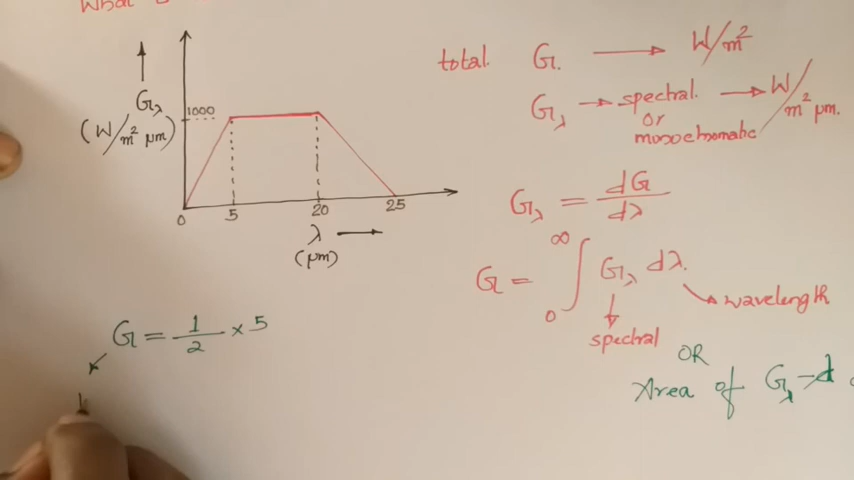 What
Gλ
(W/m² μm)
1000
0 5 20 25
λ
(μm)
total G. → W/m²
Gλ → spectral → W/m² μm.
or
monochromatic
Gλ = dG/dλ
G = ∫₀^∞ Gλ dλ.
wavelength
spectral
OR
Area of Gλ -
G = 1/2 × 5